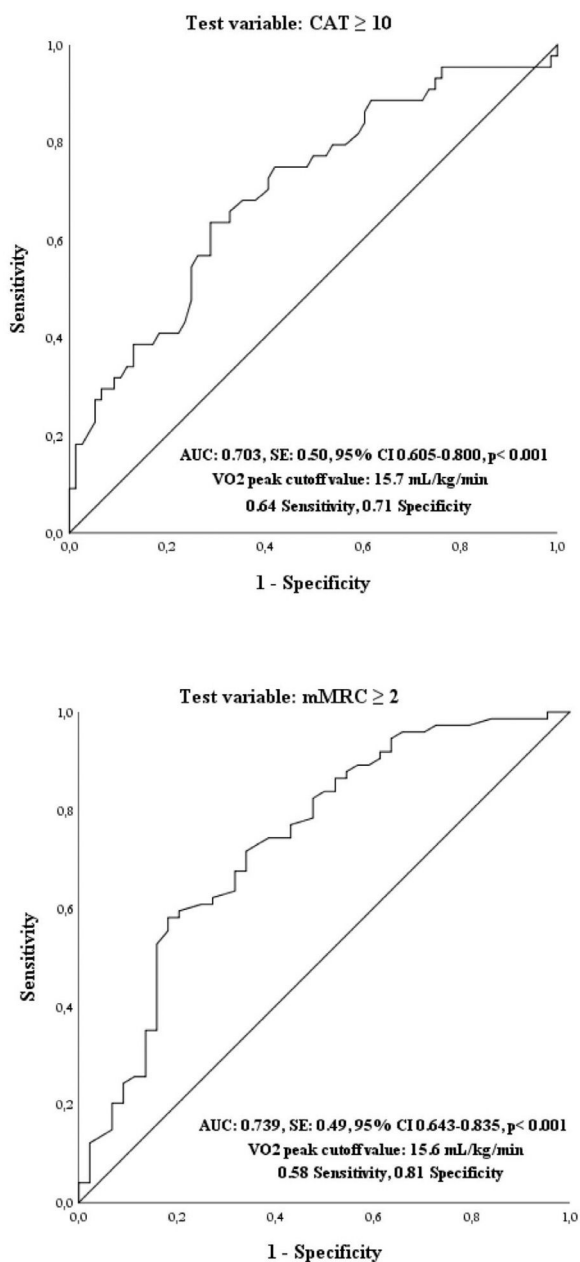 Test variable: CAT ≥ 10
1,0
0,8
0,6
0,4
0,2
0,0
Sensitivity
AUC: 0.703, SE: 0.50, 95% CI 0.605-0.800, p< 0.001
VO2 peak cutoff value: 15.7 mL/kg/min
0.64 Sensitivity, 0.71 Specificity
0,0 0,2 0,4 0,6 0,8 1,0
1 - Specificity
Test variable: mMRC ≥ 2
1,0
0,8
0,6
0,4
0,2
0,0
Sensitivity
AUC: 0.739, SE: 0.49, 95% CI 0.643-0.835, p< 0.001
VO2 peak cutoff value: 15.6 mL/kg/min
0.58 Sensitivity, 0.81 Specificity
0,0 0,2 0,4 0,6 0,8 1,0
1 - Specificity